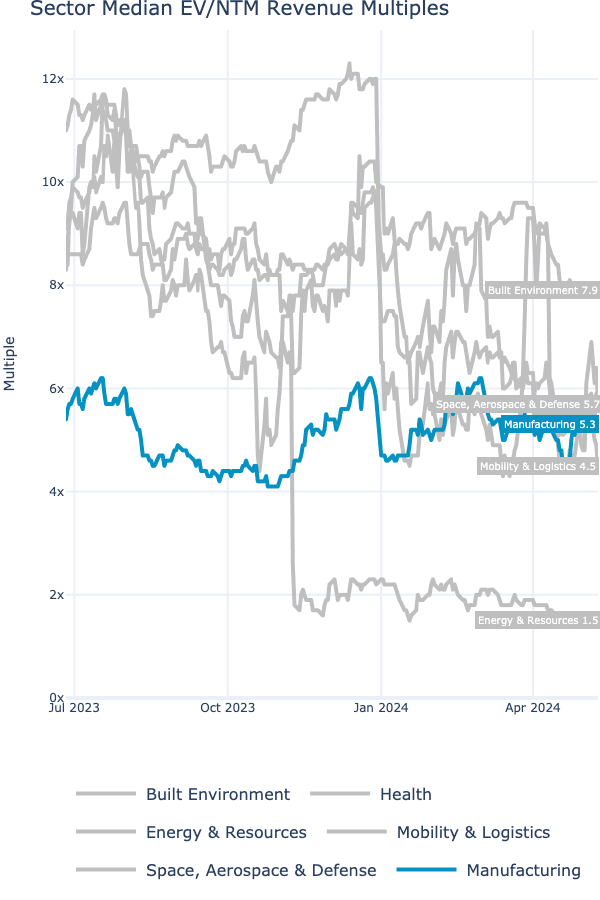 Sector Median EV/NTM Revenue Multiples
12x
10x
8x
6x
4x
2x
0x
Multiple
Built Environment 7.9
Space, Aerospace & Defense 5.7
Manufacturing 5.3
Mobility & Logistics 4.5
Energy & Resources 1.5
Jul 2023
Oct 2023
Jan 2024
Apr 2024
Built Environment
Health
Energy & Resources
Mobility & Logistics
Space, Aerospace & Defense
Manufacturing